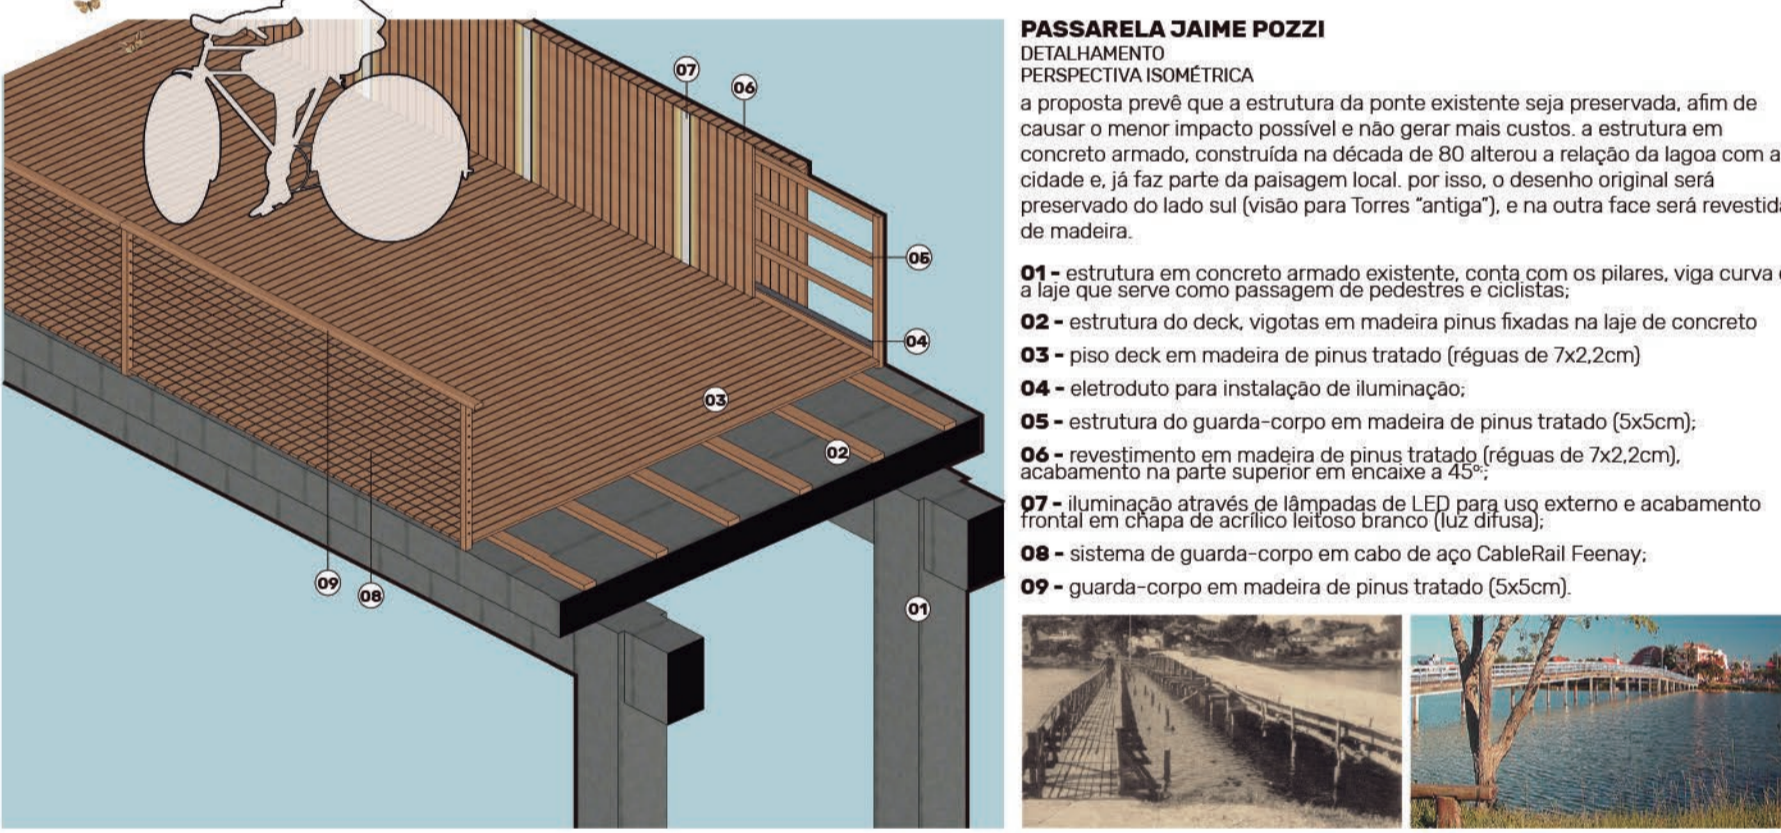 PASSARELA JAIME POZZI
DETALHAMENTO
PERSPECTIVA ISOMÉTRICA
a proposta prevê que a estrutura da ponte existente seja preservada, afim de
causar o menor impacto possível e não gerar mais custos. a estrutura em
concreto armado, construída na década de 80 alterou a relação da lagoa com a
cidade e, já faz parte da paisagem local. por isso, o desenho original será
preservado do lado sul (visão para Torres "antiga"), e na outra face será revestida
de madeira.
01 - estrutura em concreto armado existente, conta com os pilares, viga curva e
a laje que serve como passagem de pedestres e ciclistas;
02 - estrutura do deck, vigotas em madeira pinus fixadas na laje de concreto
03 - piso deck em madeira de pinus tratado (réguas de 7x2,2cm)
04 - eletroduto para instalação de iluminação;
05 - estrutura do guarda-corpo em madeira de pinus tratado (5x5cm);
06 - revestimento em madeira de pinus tratado (réguas de 7x2,2cm),
acabamento na parte superior em encaixe a 45º;
07 - iluminação através de lâmpadas de LED para uso externo e acabamento
frontal em chapa de acrílico leitoso branco (luz difusa);
08 - sistema de guarda-corpo em cabo de aço CableRail Feenay;
09 - guarda-corpo em madeira de pinus tratado (5x5cm).
07
06
05
04
03
02
09
08
01